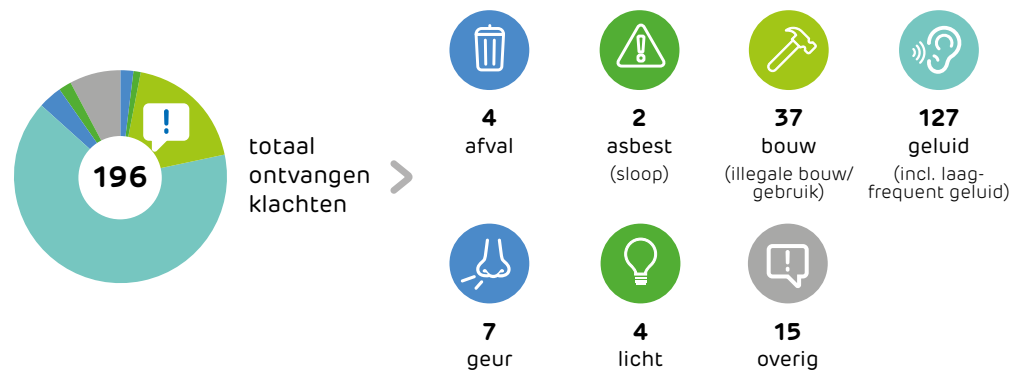 196
totaal
ontvangen
klachten
4
afval
2
asbest
(sloop)
37
bouw
(illegale bouw/
gebruik)
127
geluid
(incl. laag-
frequent geluid)
7
geur
4
licht
15
overig